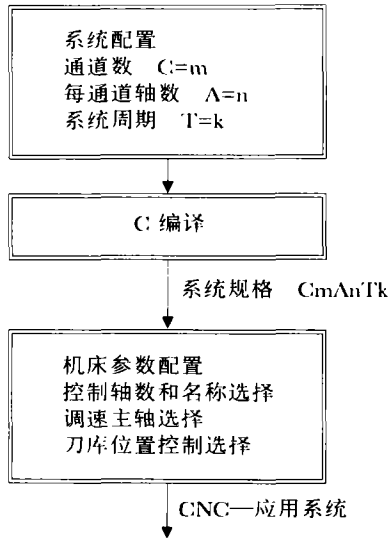 系统配置
通道数 C=m
每通道轴数 A=n
系统周期 T=k
C 编译
系统规格 CmAnTk
机床参数配置
控制轴数和名称选择
调速主轴选择
刀库位置控制选择
CNC—应用系统